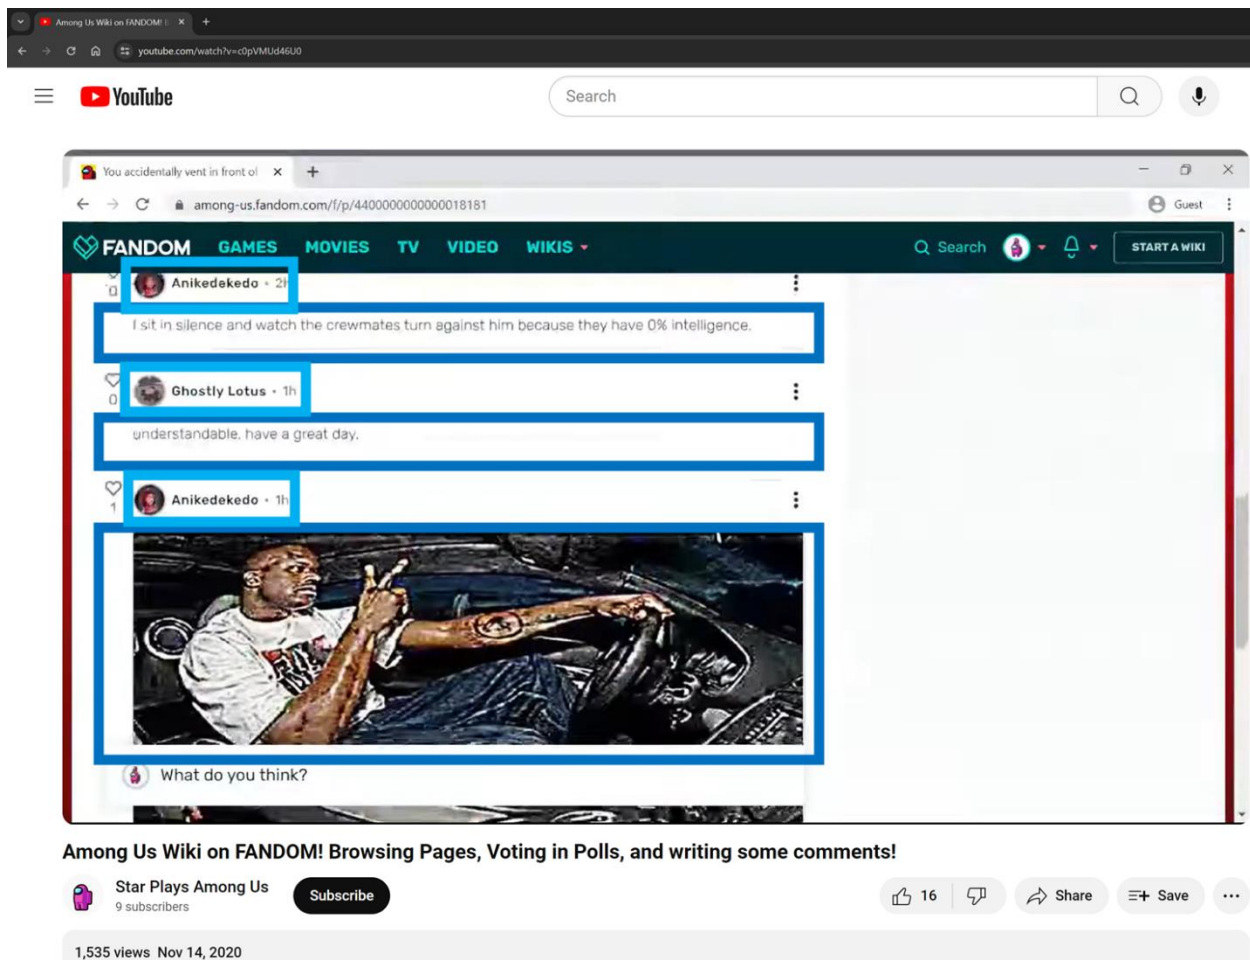 Among Us Wiki on FANDOM!
youtube.com/watch?v=c0pVMUd46U0
YouTube
Search
You accidentally vent in front of
among-us.fandom.com/f/p/4400000000000018181
Guest
FANDOM GAMES MOVIES TV VIDEO WIKIS Search START A WIKI
0 Anikedekedo • 2h
I sit in silence and watch the crewmates turn against him because they have 0% intelligence.
0 Ghostly Lotus • 1h
understandable, have a great day.
1 Anikedekedo • 1h
What do you think?
Among Us Wiki on FANDOM! Browsing Pages, Voting in Polls, and writing some comments!
Star Plays Among Us
9 subscribers
Subscribe
16
Share
Save
1,535 views Nov 14, 2020